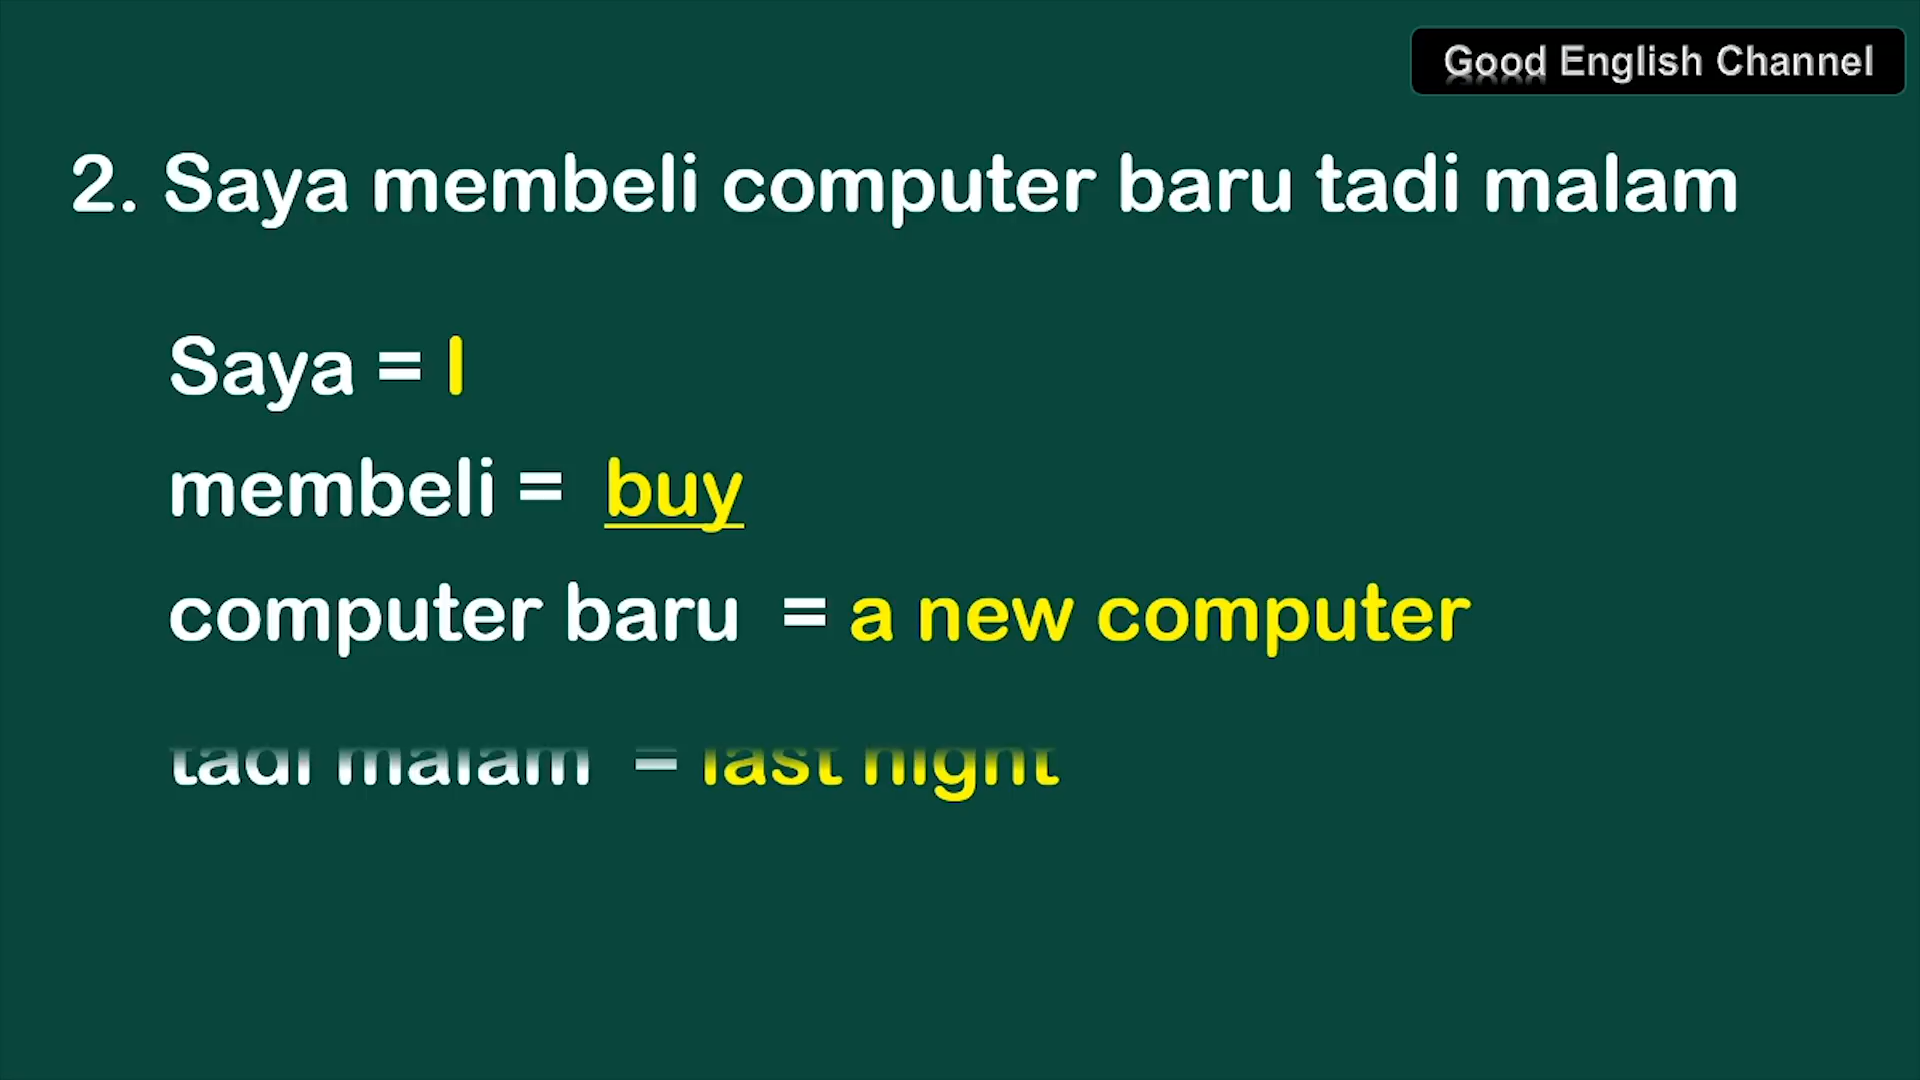 Good English Channel
2. Saya membeli computer baru tadi malam
Saya = I
membeli = buy
computer baru = a new computer
tadi malam = last night